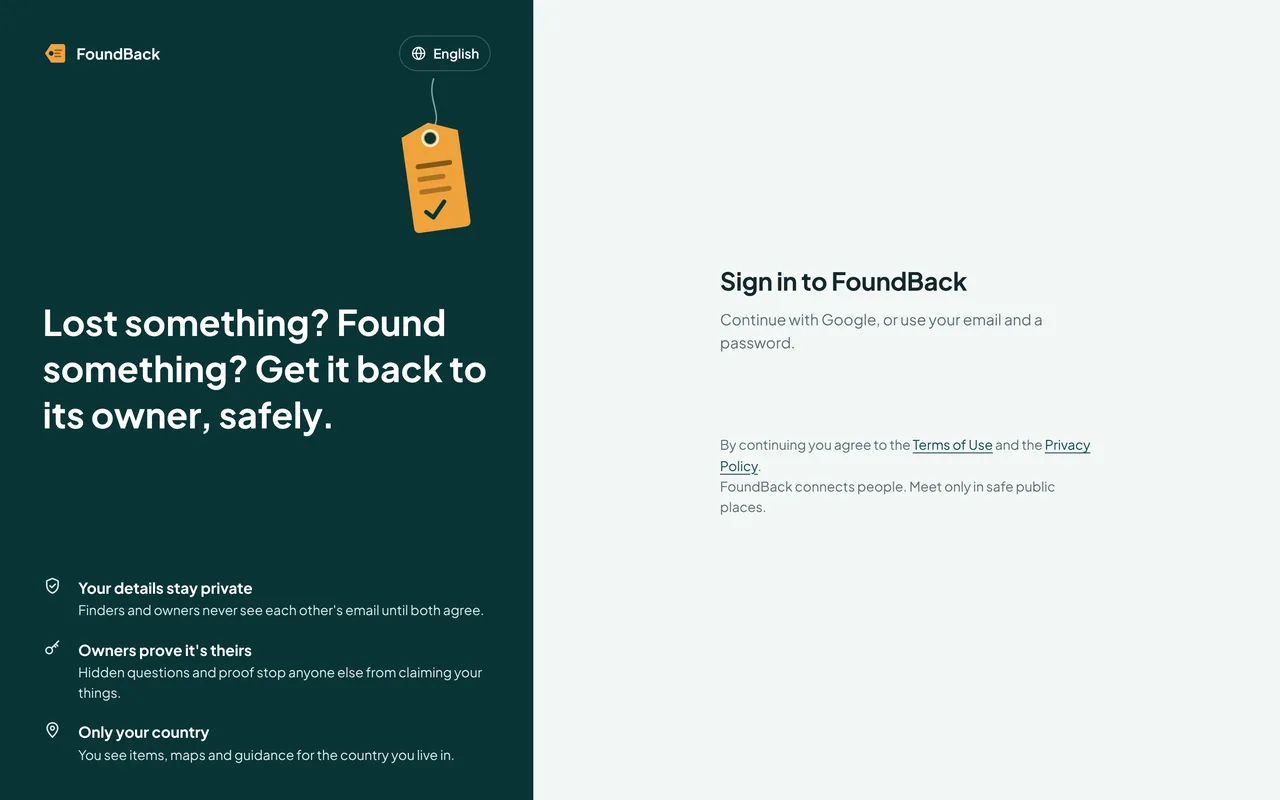 FoundBack
English
Lost something? Found
something? Get it back to
its owner, safely.
Your details stay private
Finders and owners never see each other's email until both agree.
Owners prove it's theirs
Hidden questions and proof stop anyone else from claiming your
things.
Only your country
You see items, maps and guidance for the country you live in.
Sign in to FoundBack
Continue with Google, or use your email and a
password.
By continuing you agree to the Terms of Use and the Privacy
Policy.
FoundBack connects people. Meet only in safe public
places.